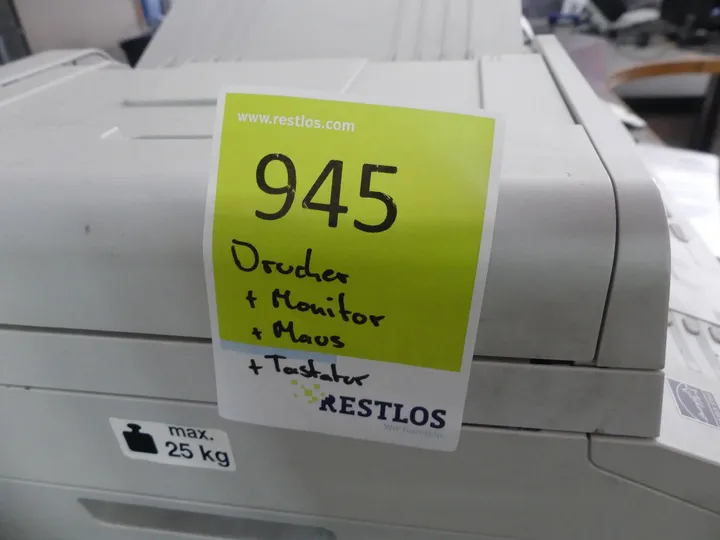 www.restlos.com
945
Drucker
+ Monitor
+ Maus
+ Tastatur
RESTLOS
max.
25 kg